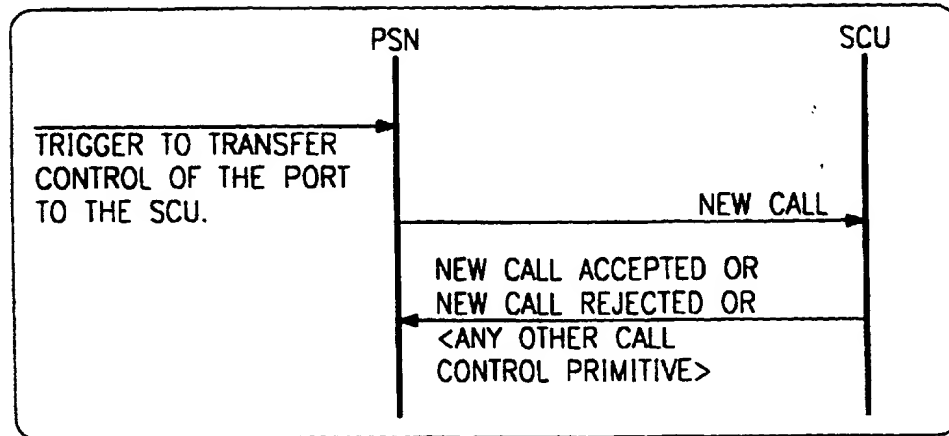 PSN
SCU
TRIGGER TO TRANSFER
CONTROL OF THE PORT
TO THE SCU.
NEW CALL
NEW CALL ACCEPTED OR
NEW CALL REJECTED OR
<ANY OTHER CALL
CONTROL PRIMITIVE>